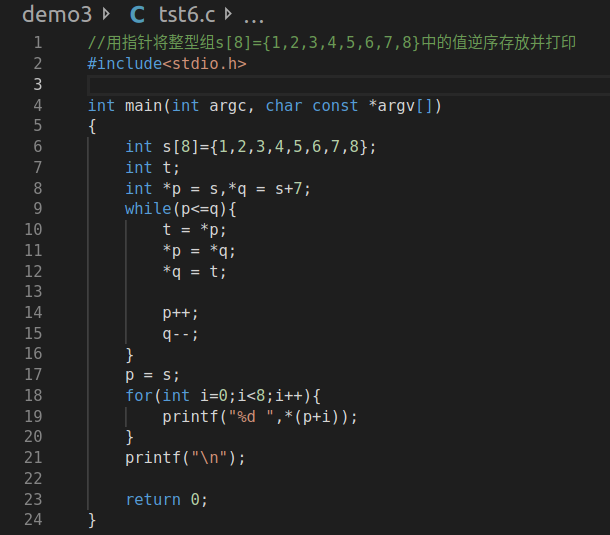 demo3 > C tst6.c > ...
1 //用指针将整型组s[8]={1,2,3,4,5,6,7,8}中的值逆序存放并打印
2 #include<stdio.h>
3
4 int main(int argc, char const *argv[])
5 {
6     int s[8]={1,2,3,4,5,6,7,8};
7     int t;
8     int *p = s,*q = s+7;
9     while(p<=q){
10         t = *p;
11         *p = *q;
12         *q = t;
13
14         p++;
15         q--;
16     }
17     p = s;
18     for(int i=0;i<8;i++){
19         printf("%d ",*(p+i));
20     }
21     printf("\n");
22
23     return 0;
24 }